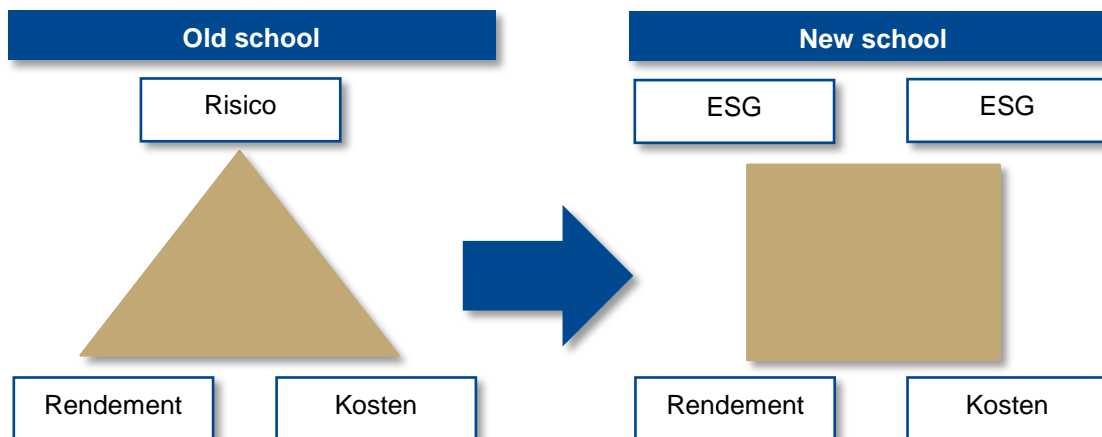 Old school
New school
Risico
ESG
ESG
Rendement
Kosten
Rendement
Kosten